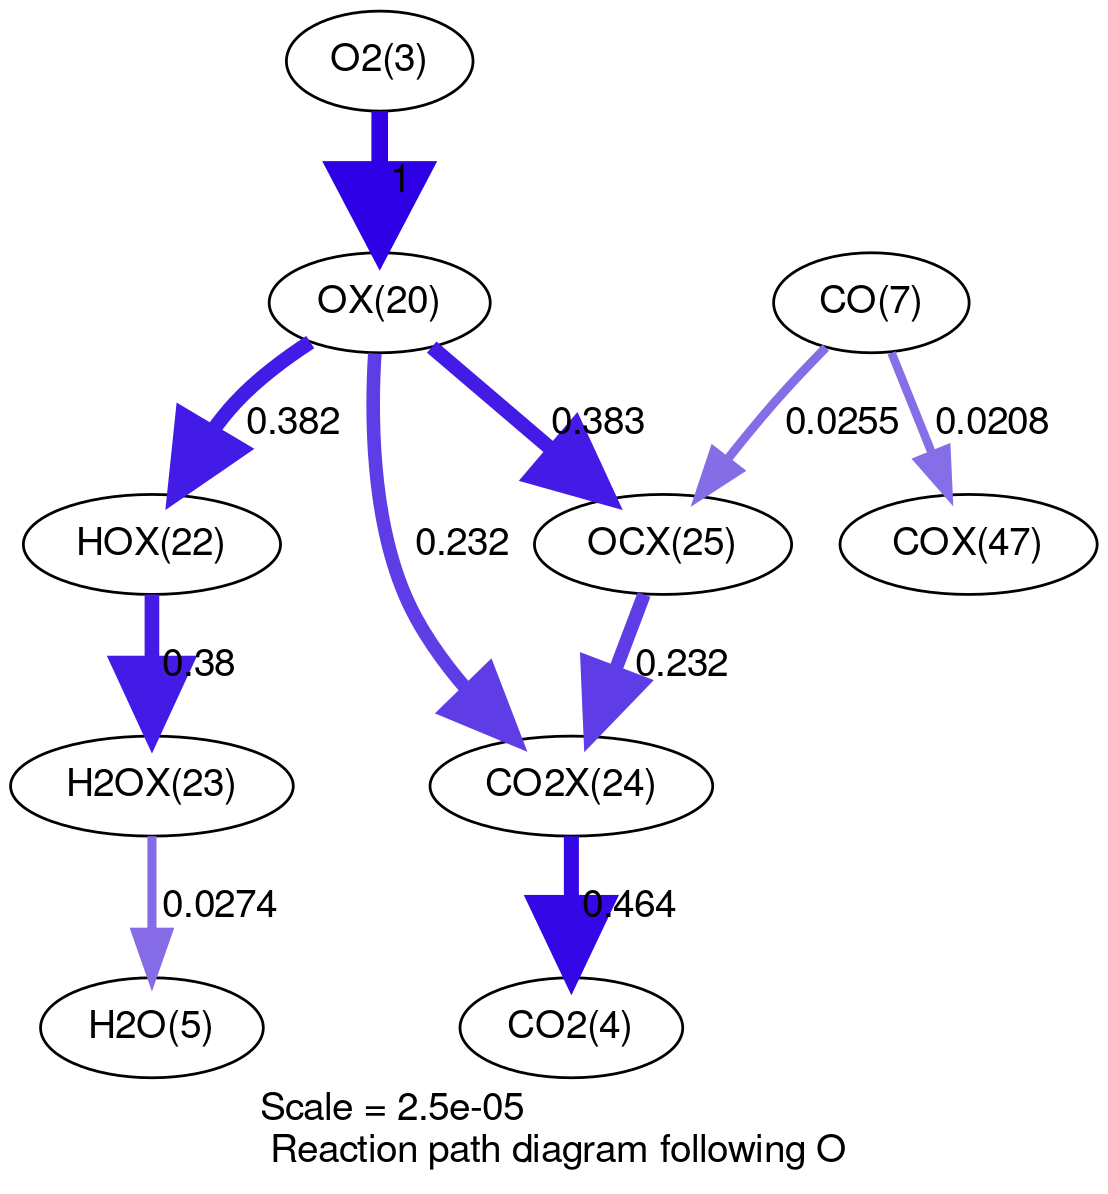 O2(3)
1
OX(20)
CO(7)
0.382
0.383
0.0255
0.0208
HOX(22)
0.232
OCX(25)
COX(47)
0.38
0.232
H2OX(23)
CO2X(24)
0.0274
0.464
H2O(5)
CO2(4)
Scale = 2.5e-05
Reaction path diagram following O